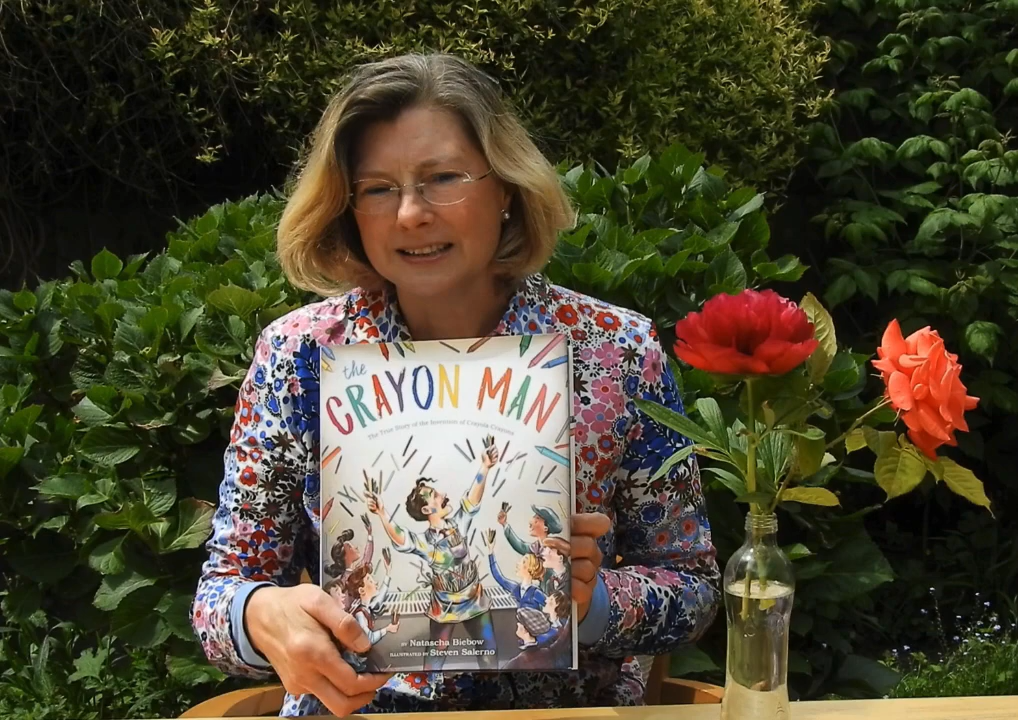 the
CRAYON MAN
The True Story of the Invention of Crayola Crayons
BY Natascha Biebow
ILLUSTRATED BY Steven Salerno